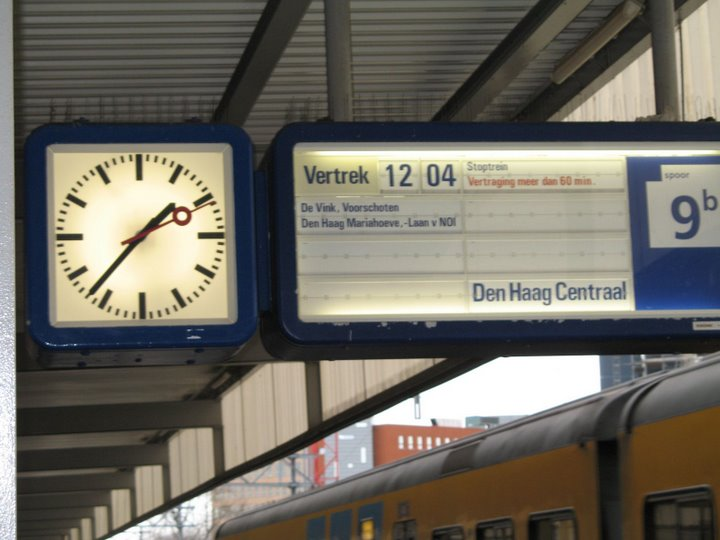 Vertrek 12 04 Stoptrein
Vertraging meer dan 60 min.
De Vink, Voorschoten
Den Haag Mariahoeve,-Laan v NOI
Den Haag Centraal
spoor
9b